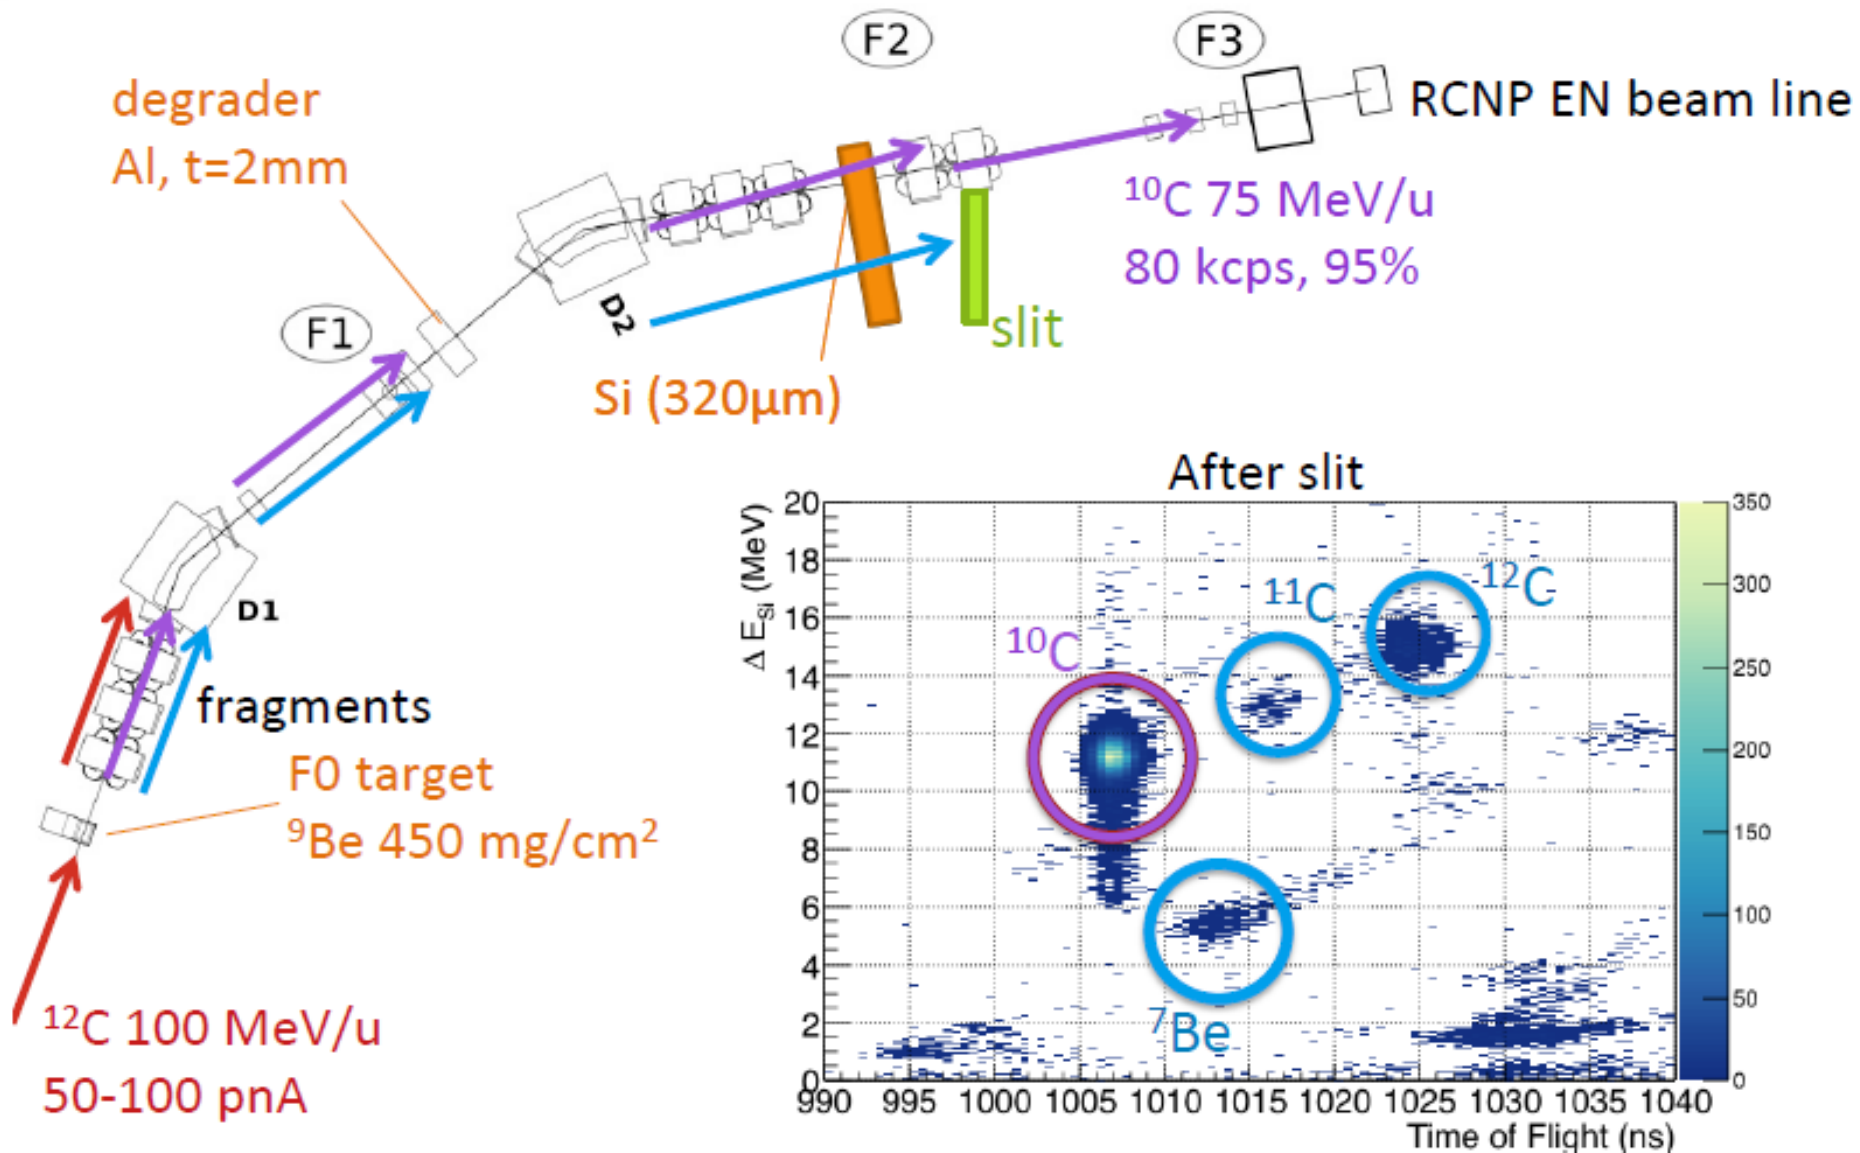 F2
F3
degrader
Al, t=2mm
RCNP EN beam line
¹⁰C 75 MeV/u
80 kcps, 95%
F1
D2
slit
Si (320μm)
D1
fragments
F0 target
⁹Be 450 mg/cm²
¹²C 100 MeV/u
50-100 pnA
After slit
Δ E_Si (MeV)
20
18
16
14
12
10
8
6
4
2
0
¹⁰C
¹¹C
¹²C
⁷Be
350
300
250
200
150
100
50
0
990 995 1000 1005 1010 1015 1020 1025 1030 1035 1040
Time of Flight (ns)